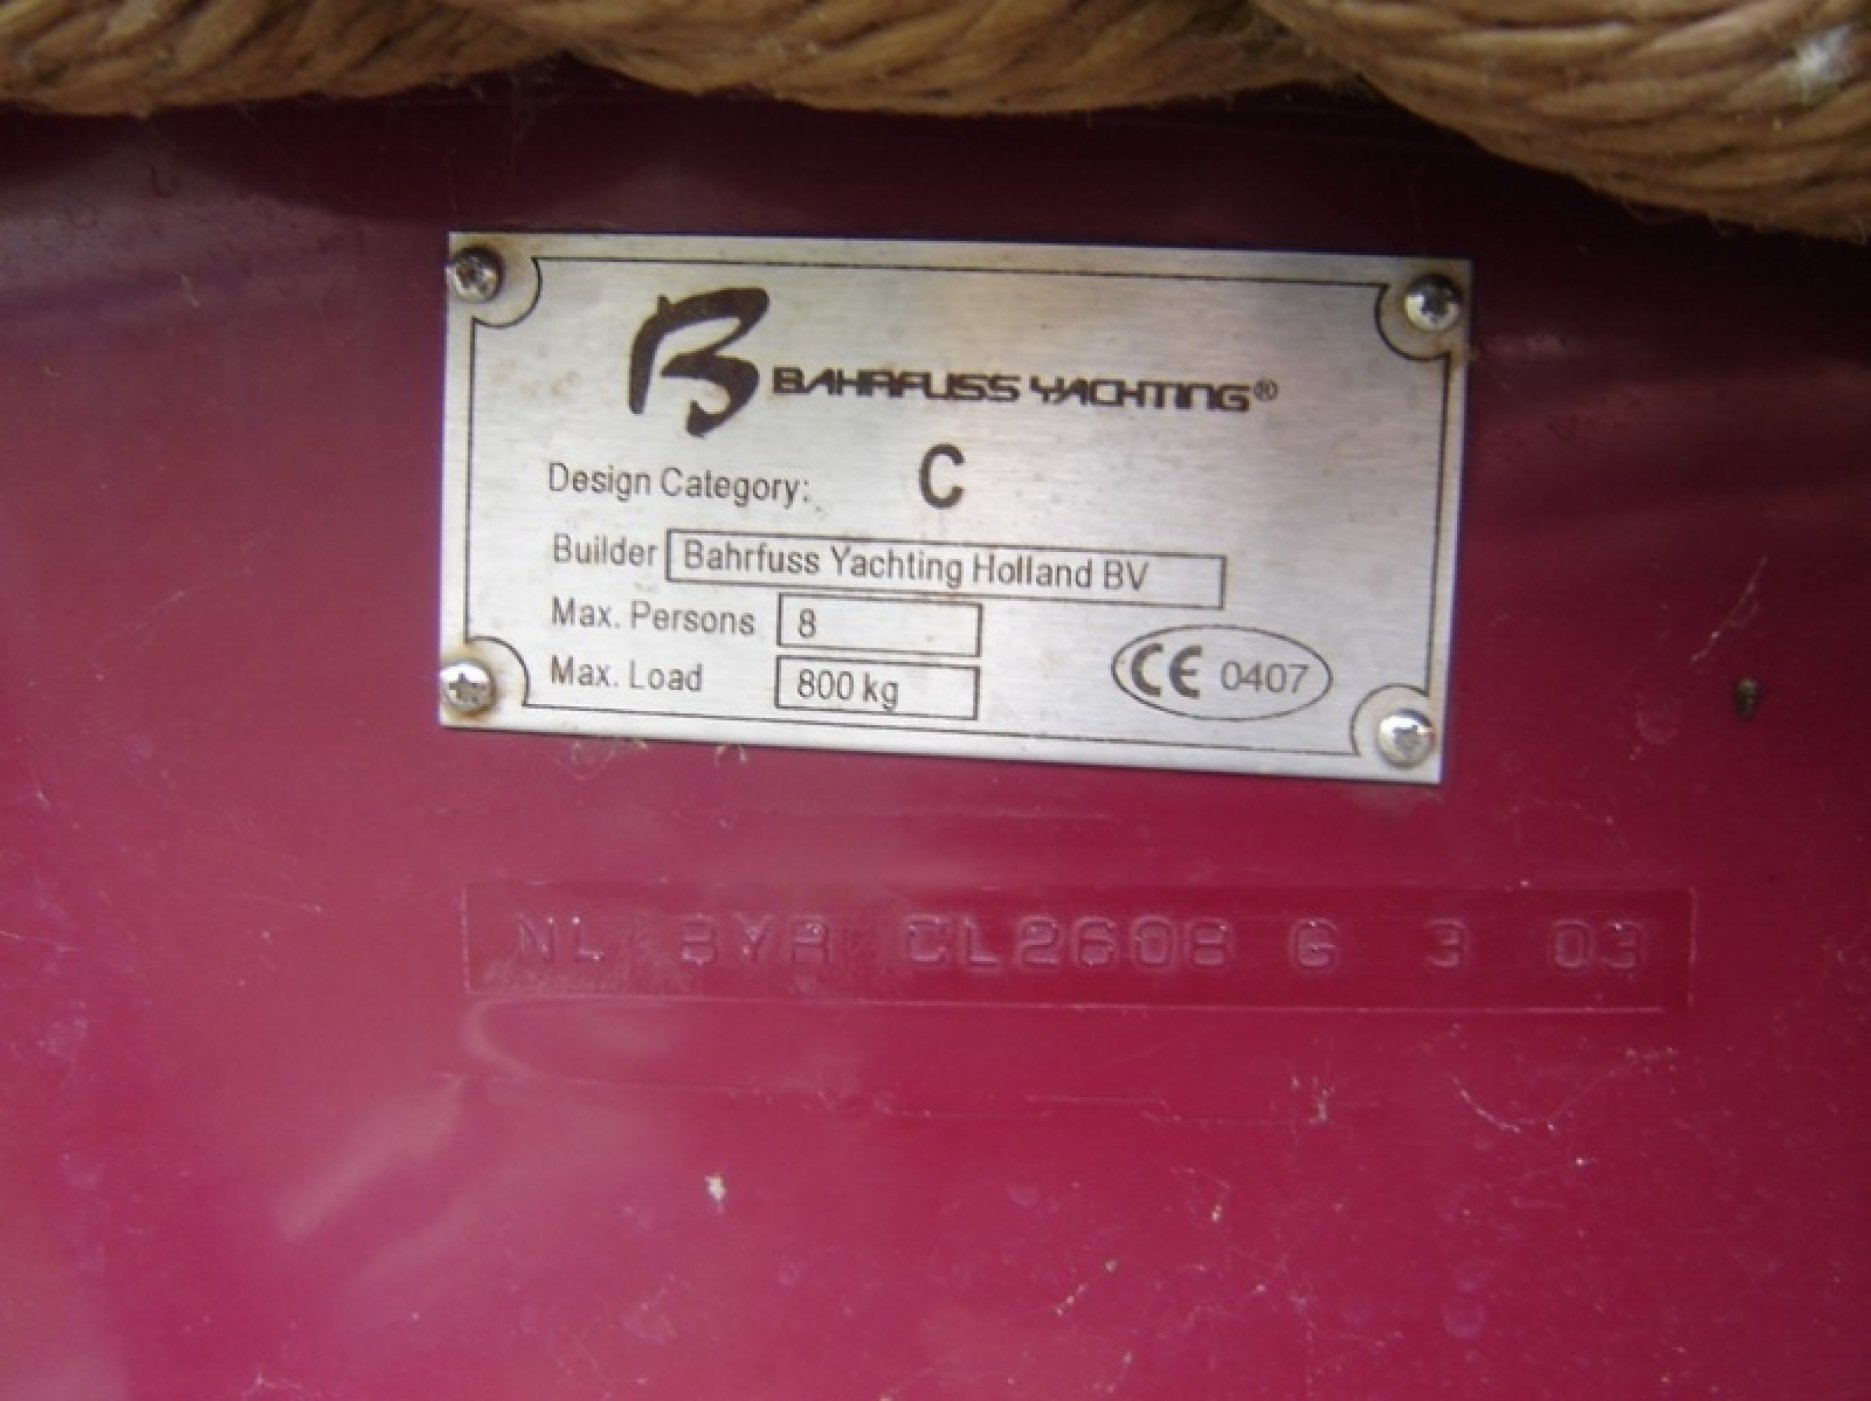 B BAHRFUSS YACHTING®
Design Category: C
Builder Bahrfuss Yachting Holland BV
Max. Persons 8
Max. Load 800 kg
CE 0407
NL BYR CL2608 G 3 03